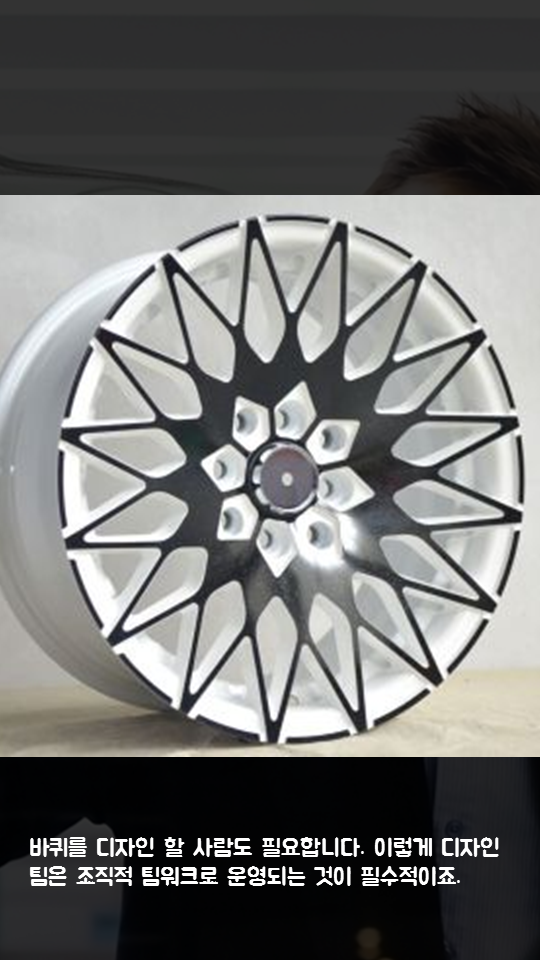 바퀴를 디자인 할 사람도 필요합니다. 이렇게 디자인
팀은 조직적 팀워크로 운영되는 것이 필수적이죠.